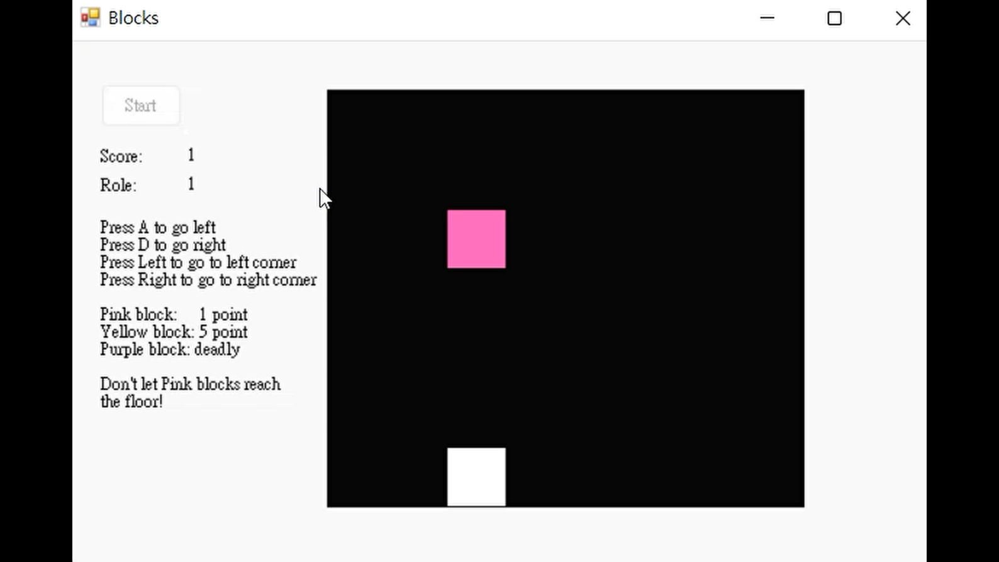 Blocks
Start
Score: 1
Role: 1
Press A to go left
Press D to go right
Press Left to go to left corner
Press Right to go to right corner
Pink block: 1 point
Yellow block: 5 point
Purple block: deadly
Don't let Pink blocks reach
the floor!